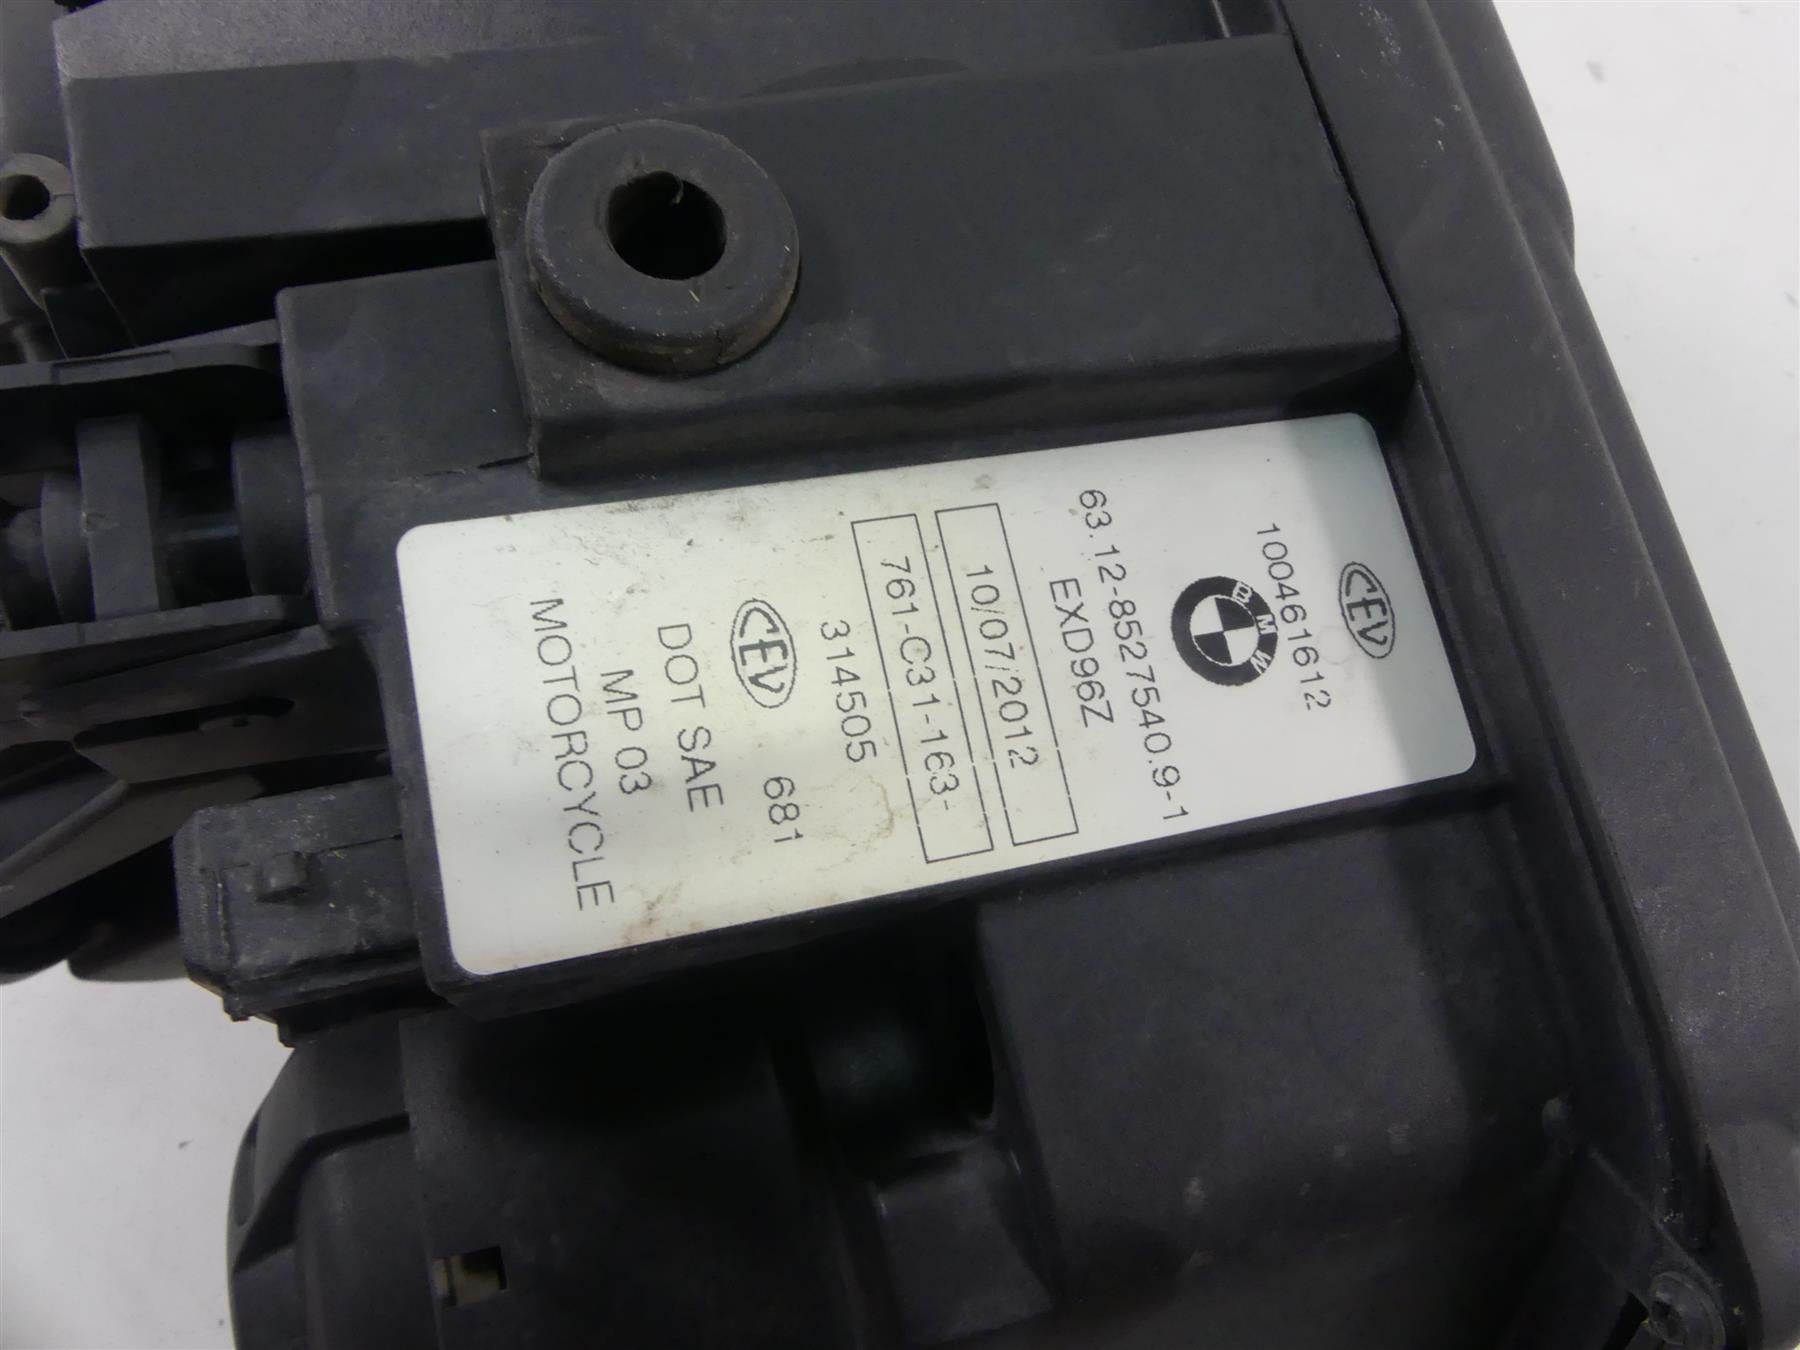 CEV
100461612
BMW
63.12-8527540.9-1
EXD96Z
10/07/2012
761-C31-163-
314505
CEV 681
DOT SAE
MP 03
MOTORCYCLE